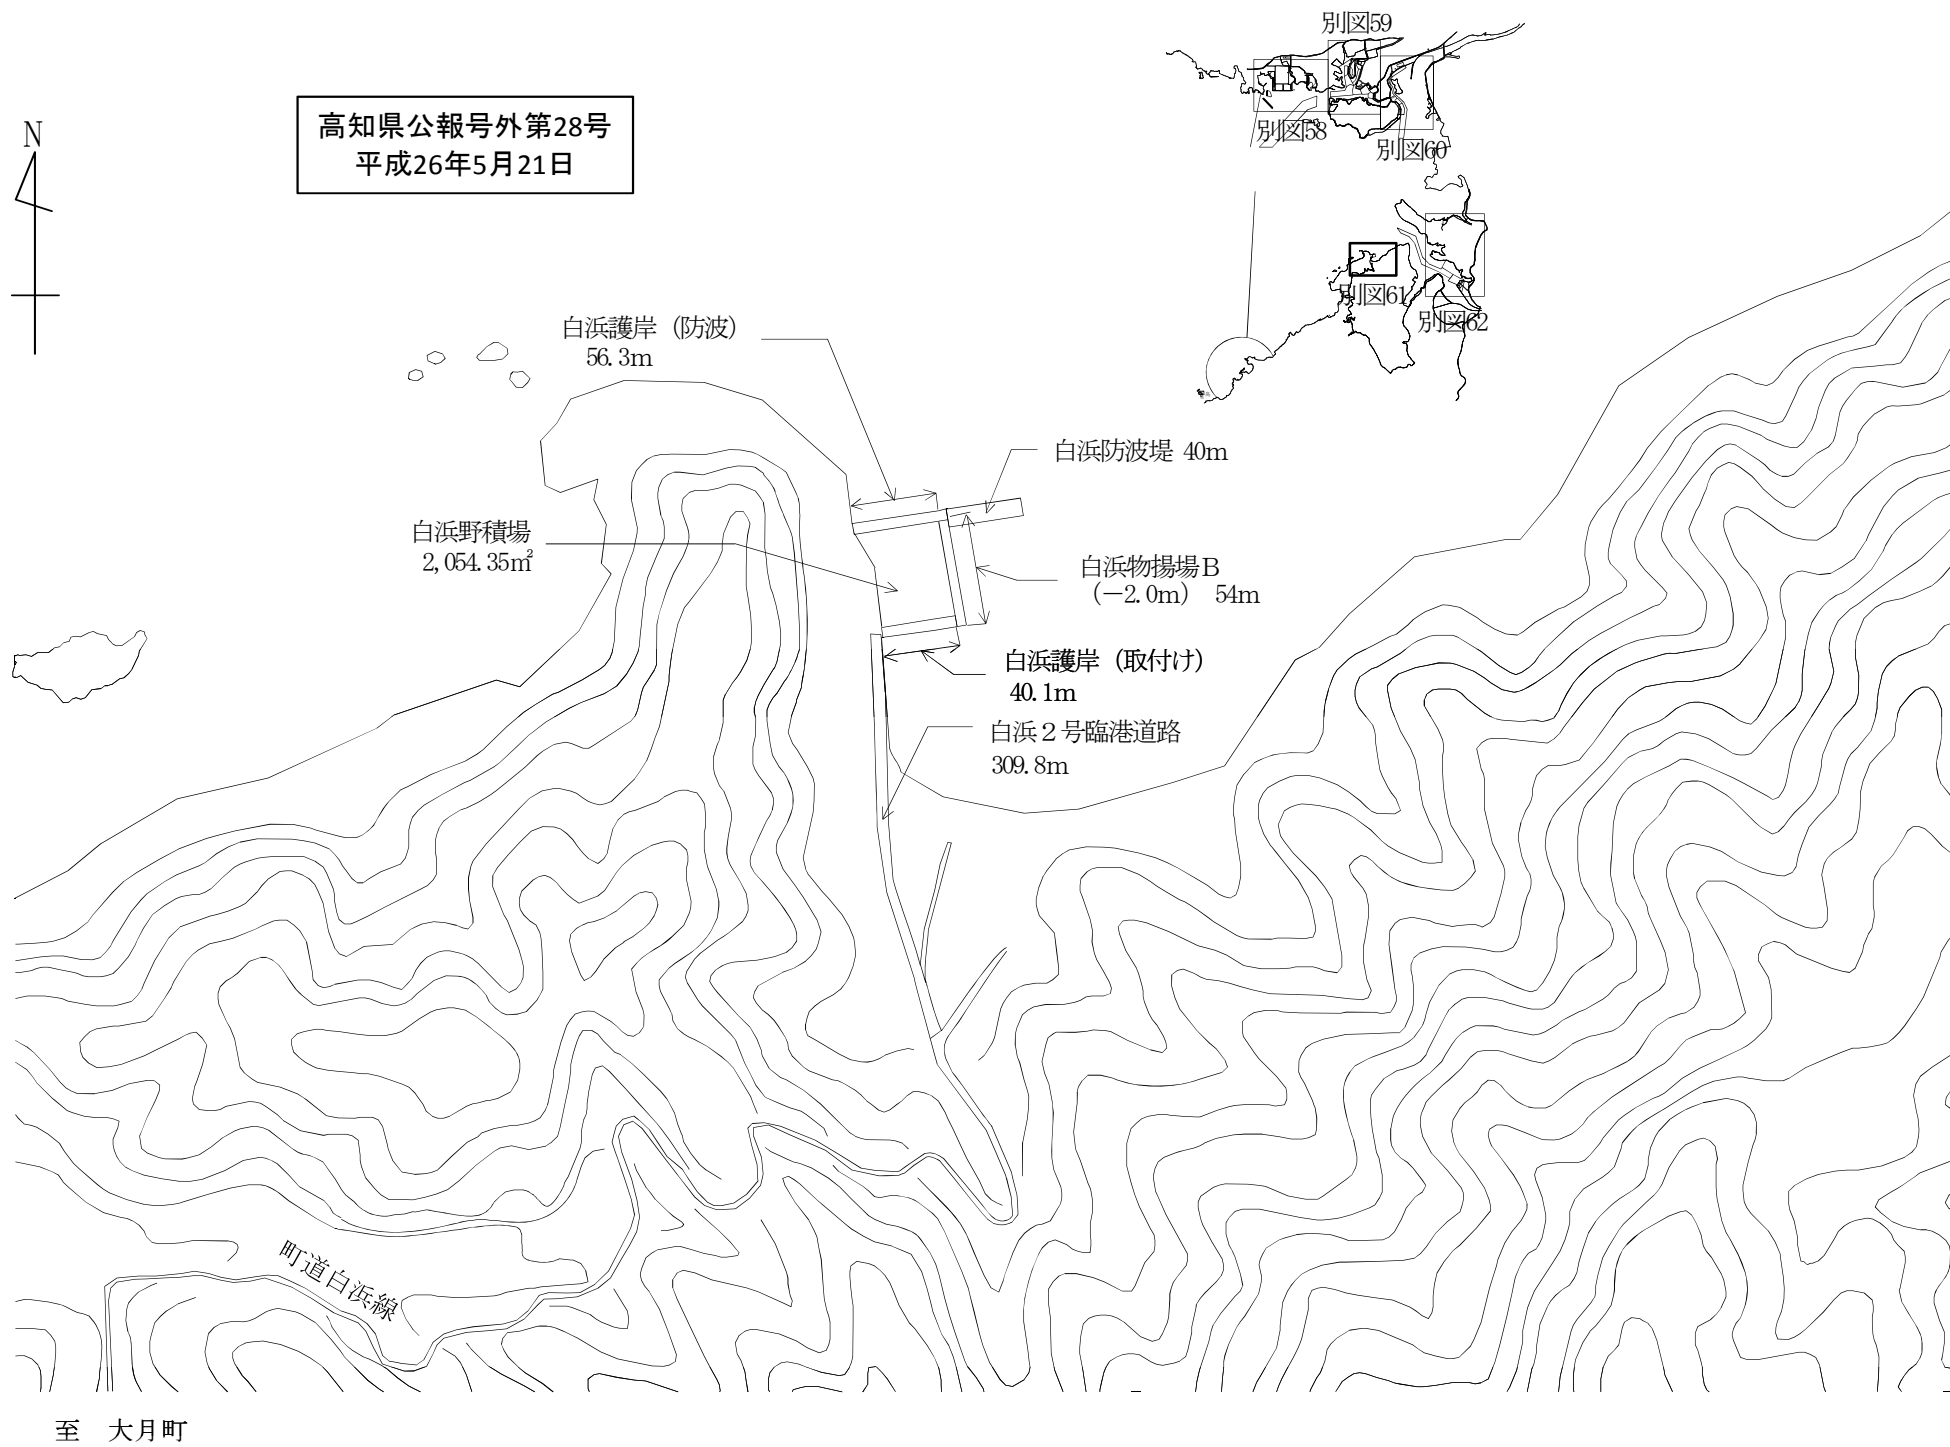 別図59
高知県公報号外第28号
平成26年5月21日
N
別図58
別図60
別図61
別図62
白浜護岸（防波）
56.3m
白浜防波堤 40m
白浜野積場
2,054.35㎡
白浜物揚場Ｂ
（－2.0m） 54m
白浜護岸（取付け）
40.1m
白浜２号臨港道路
309.8m
町道白浜線
至　大月町